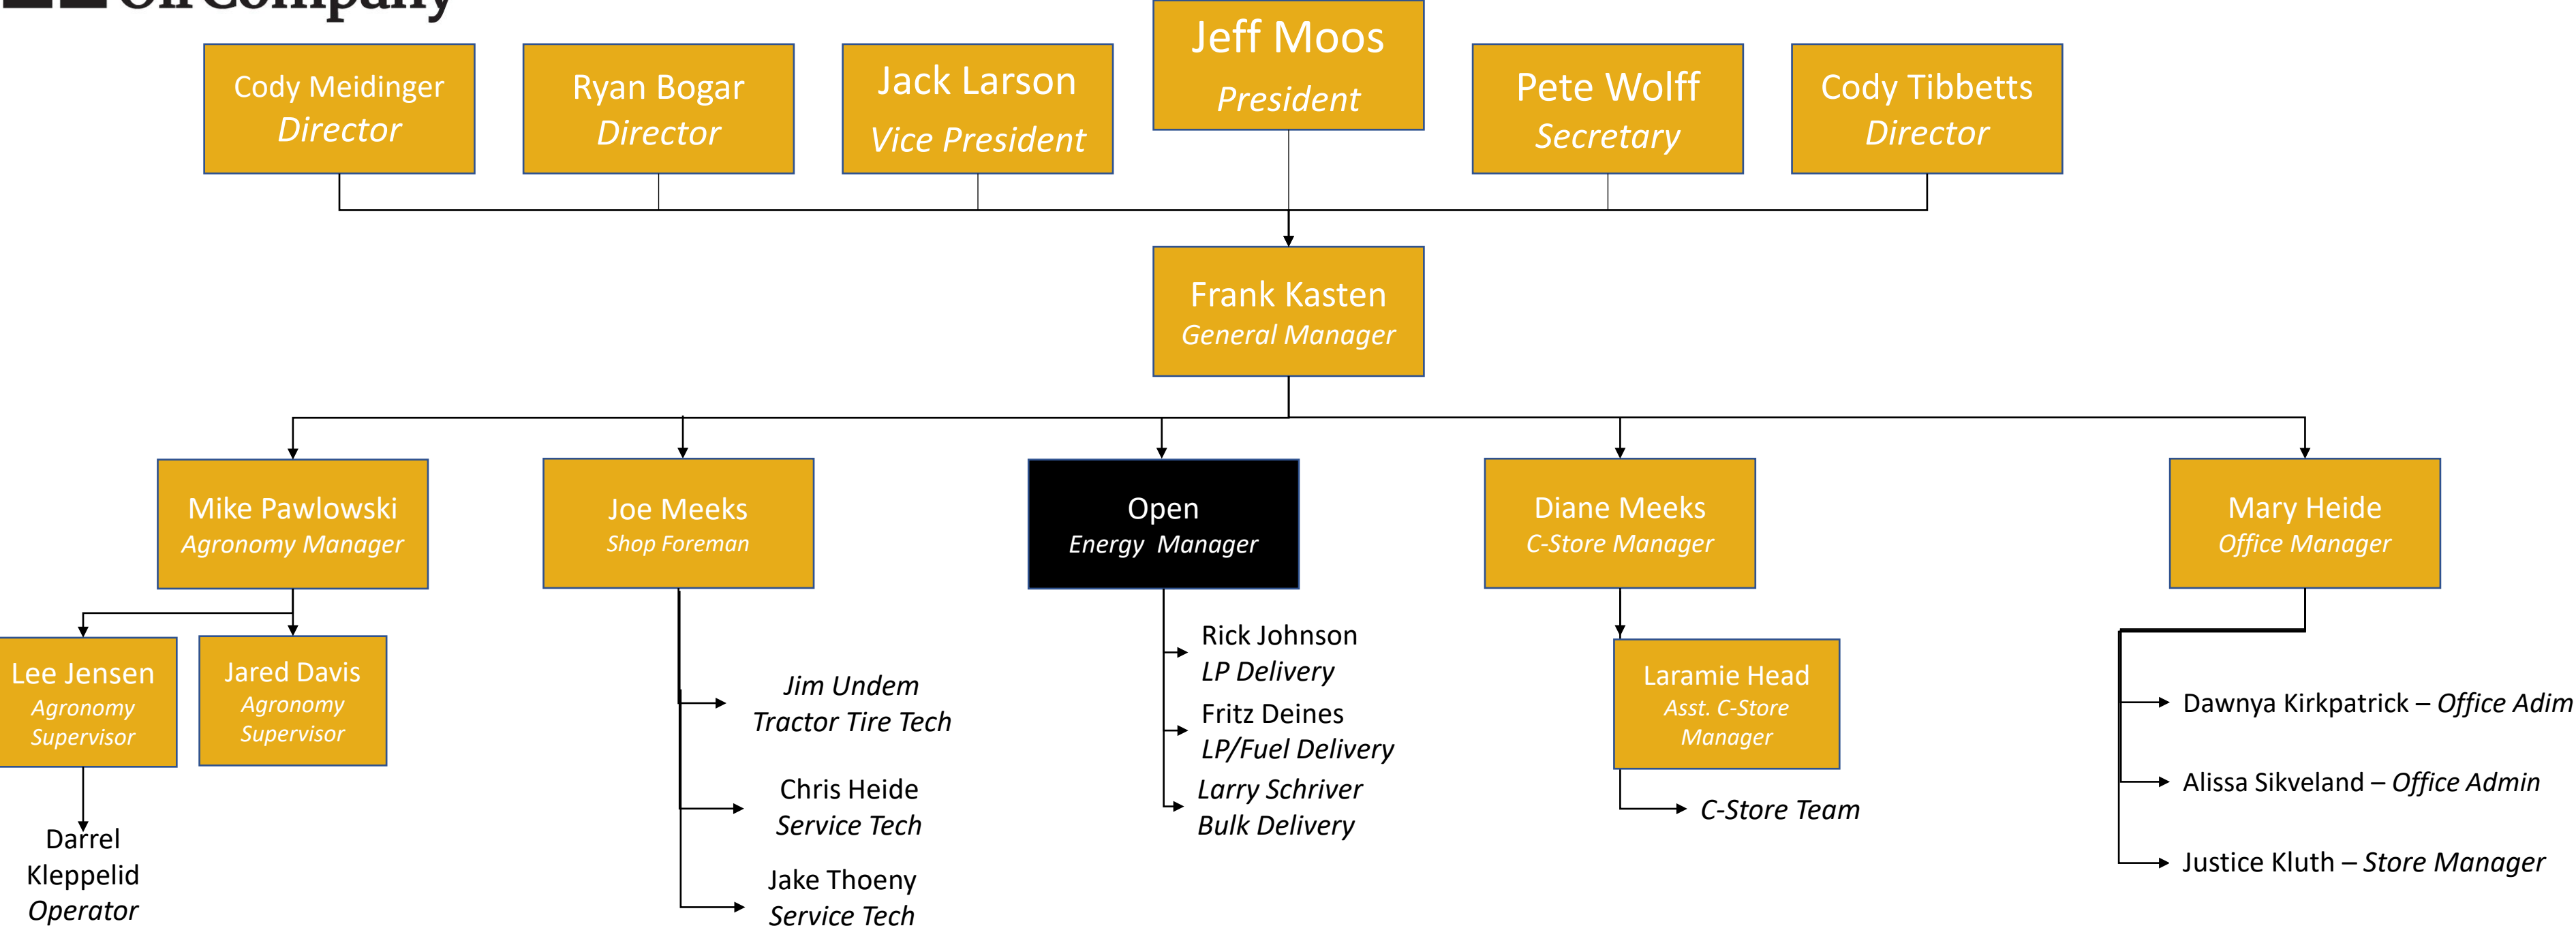 Oil Company
Jeff Moos
President
Cody Meidinger
Director
Ryan Bogar
Director
Jack Larson
Vice President
Pete Wolff
Secretary
Cody Tibbetts
Director
Frank Kasten
General Manager
Mike Pawlowski
Agronomy Manager
Joe Meeks
Shop Foreman
Open
Energy  Manager
Diane Meeks
C-Store Manager
Mary Heide
Office Manager
Lee Jensen
Agronomy
Supervisor
Jared Davis
Agronomy
Supervisor
Darrel
Kleppelid
Operator
Jim Undem
Tractor Tire Tech
Chris Heide
Service Tech
Jake Thoeny
Service Tech
Rick Johnson
LP Delivery
Fritz Deines
LP/Fuel Delivery
Larry Schriver
Bulk Delivery
Laramie Head
Asst. C-Store
Manager
C-Store Team
Dawnya Kirkpatrick – Office Adim
Alissa Sikveland – Office Admin
Justice Kluth – Store Manager